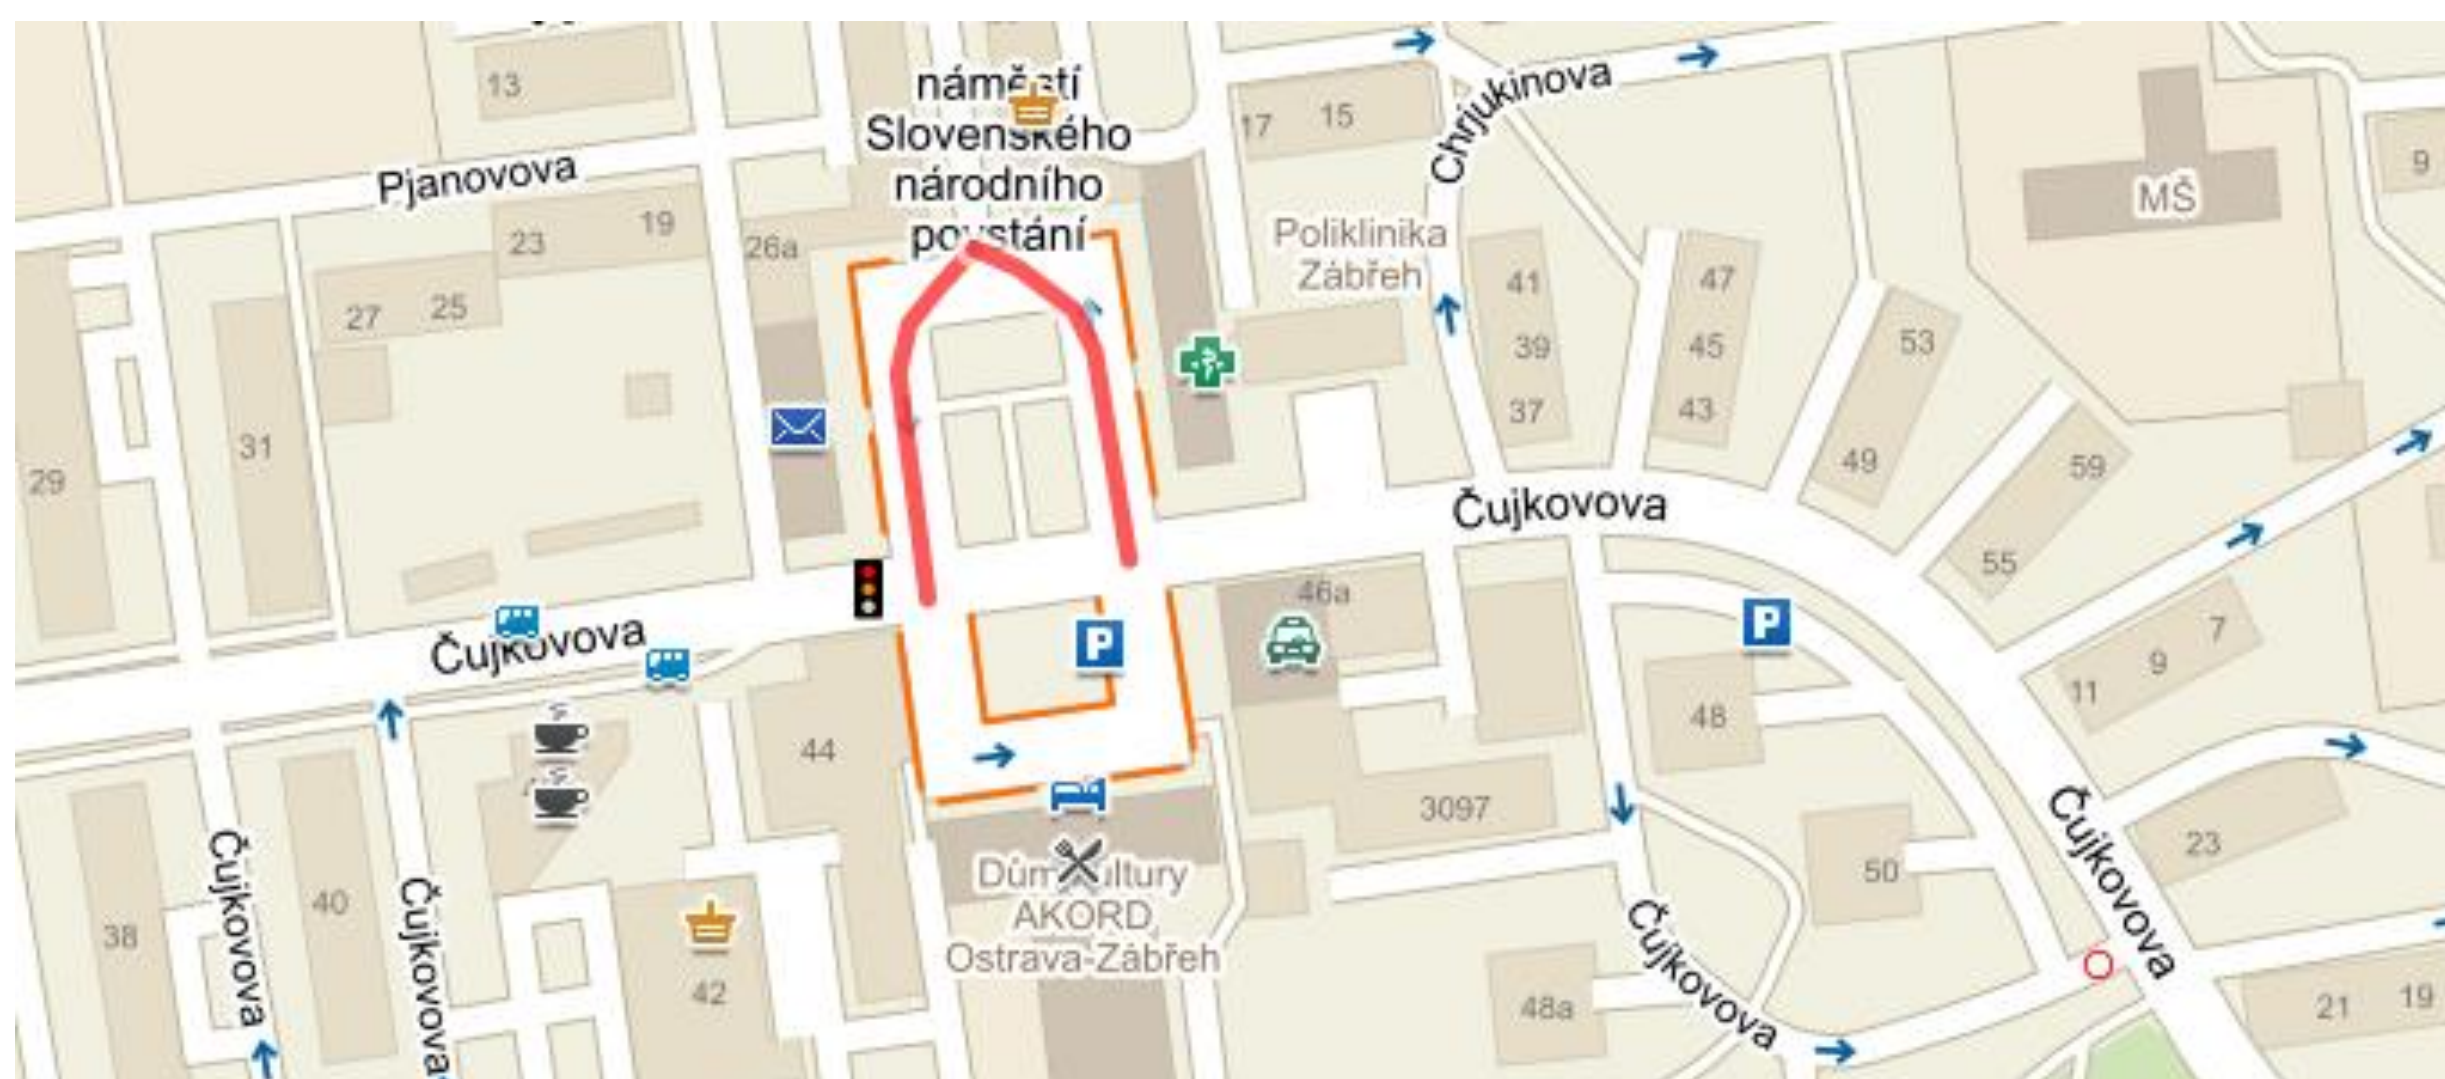 13
náměstí
Slovenského
národního
povstání
Pjanovova
Chrjukinova
17
15
MŠ
9
23
19
26a
Poliklinika
Zábřeh
27
25
41
39
37
47
45
43
53
49
59
55
31
29
Čujkovova
Čujkovova
46a
P
P
7
9
11
48
44
3097
23
Čujkovova
Čujkovova
Čujkovova
Čujkovova
40
38
42
Dům kultury
AKORD
Ostrava-Zábřeh
50
48a
21
19